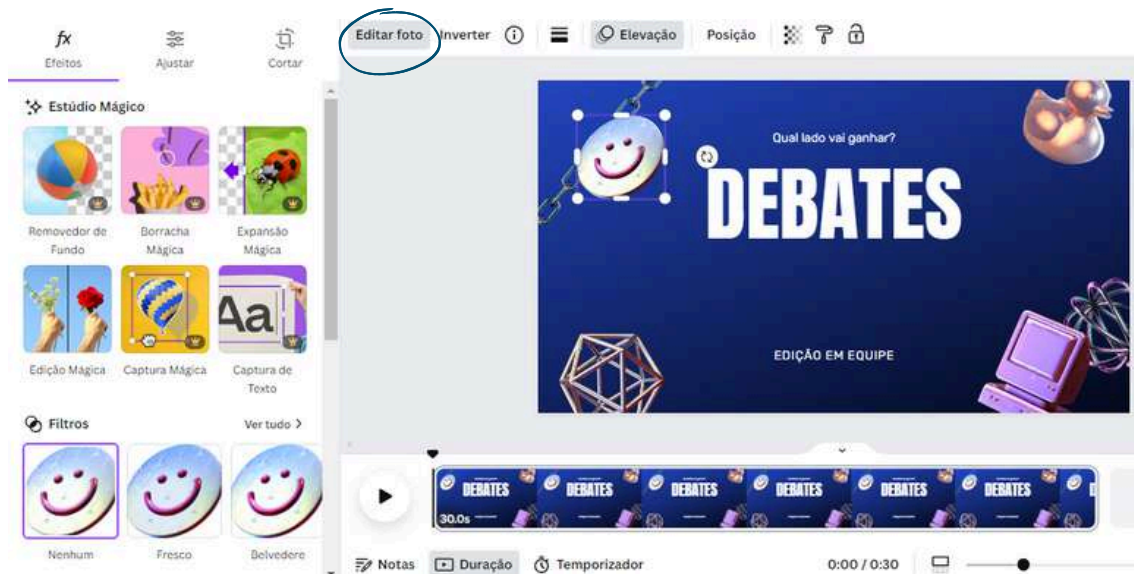 Efeitos
Ajustar
Cortar
Estúdio Mágico
Removedor de
Fundo
Borracha
Mágica
Expansão
Mágica
Aa
Edição Mágica
Captura Mágica
Captura de
Texto
Filtros
Ver tudo
Nenhum
Fresco
Belvedere
Editar foto
Inverter
Elevação
Posição
Qual lado vai ganhar?
DEBATES
EDIÇÃO EM EQUIPE
DEBATES
DEBATES
DEBATES
DEBATES
DEBATES
DEBATES
30.0s
Notas
Duração
Temporizador
0:00 / 0:30